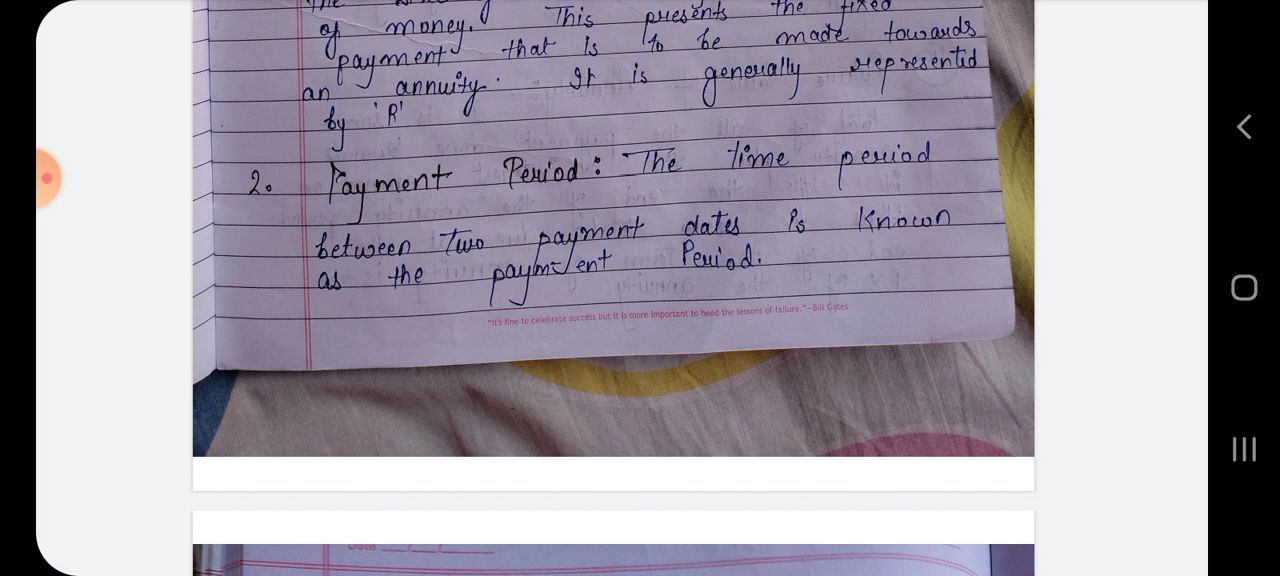 of money. This presents the fixed
payment that is to be made towards
an annuity. It is generally represented
by 'R'
2. Payment Period: The time period
between two payment dates is known
as the payment Period.
"It's fine to celebrate success but it is more important to heed the lessons of failure."—Bill Gates
Date